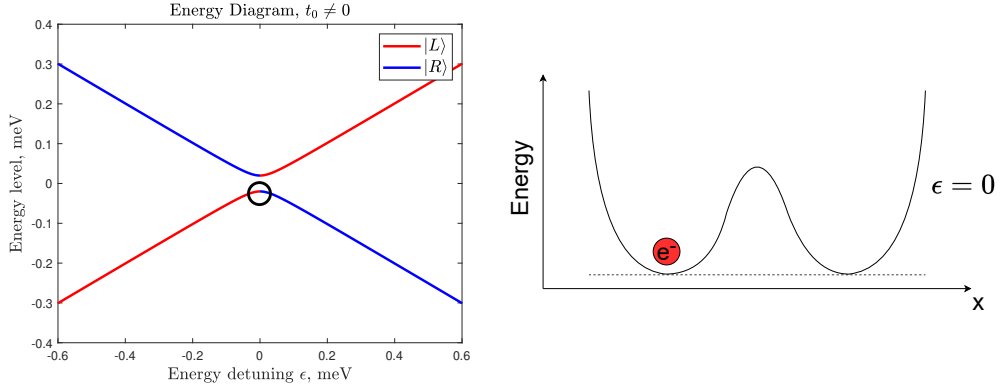 Energy Diagram, t₀ ≠ 0
|L⟩
|R⟩
0.4
0.3
0.2
0.1
0
-0.1
-0.2
-0.3
-0.4
Energy level, meV
-0.6
-0.4
-0.2
0
0.2
0.4
0.6
Energy detuning ϵ, meV
Energy
e⁻
ϵ = 0
x